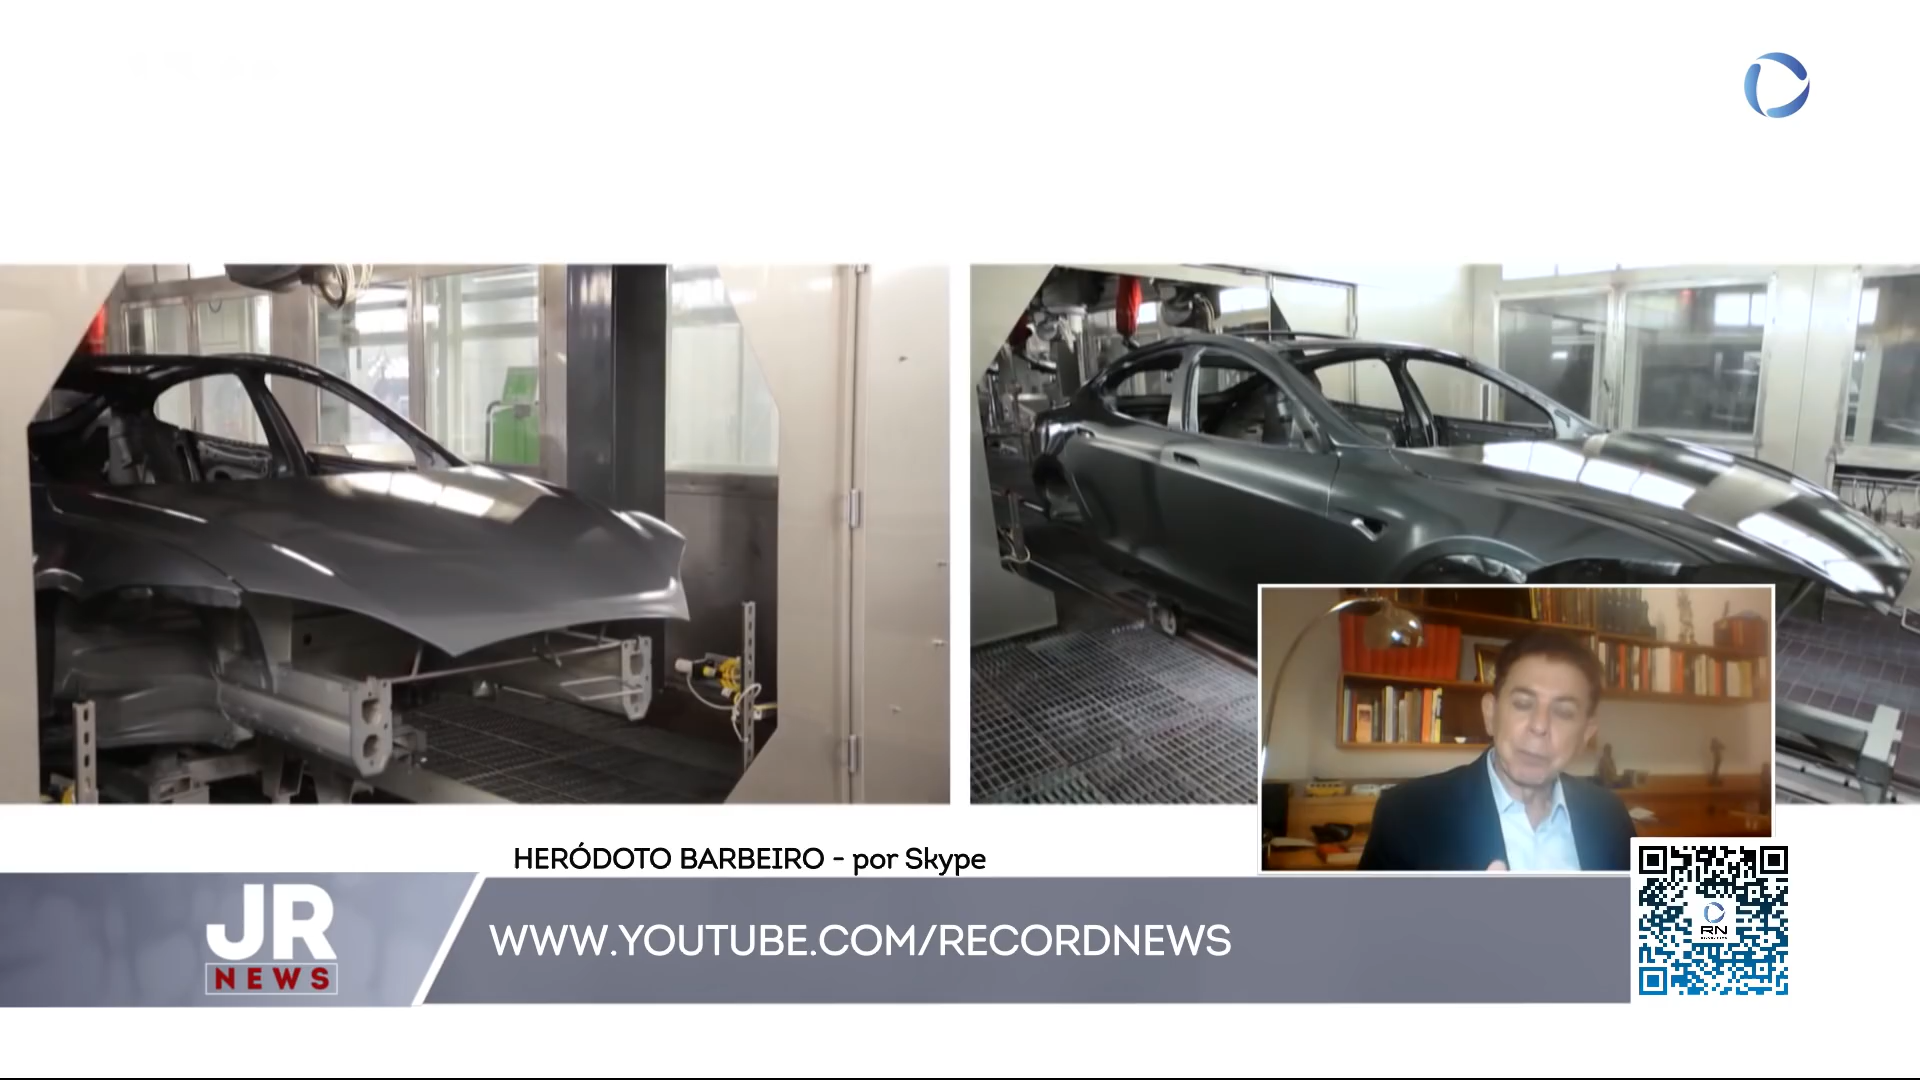 HERÓDOTO BARBEIRO - por Skype
JR
NEWS
WWW.YOUTUBE.COM/RECORDNEWS
RN